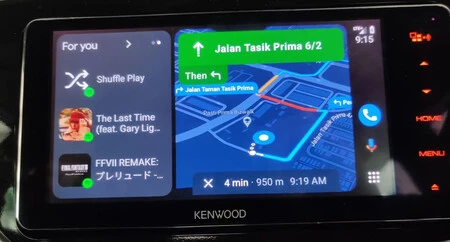 For you
Shuffle Play
The Last Time
(feat. Gary Lig...
FFVII REMAKE:
プレリュード -...
Jalan Tasik Prima 6/2
Then
Jalan Taman Tasik Prima
Jalan Tasik
4 min · 950 m 9:19 AM
9:15
HOME
MENU
KENWOOD